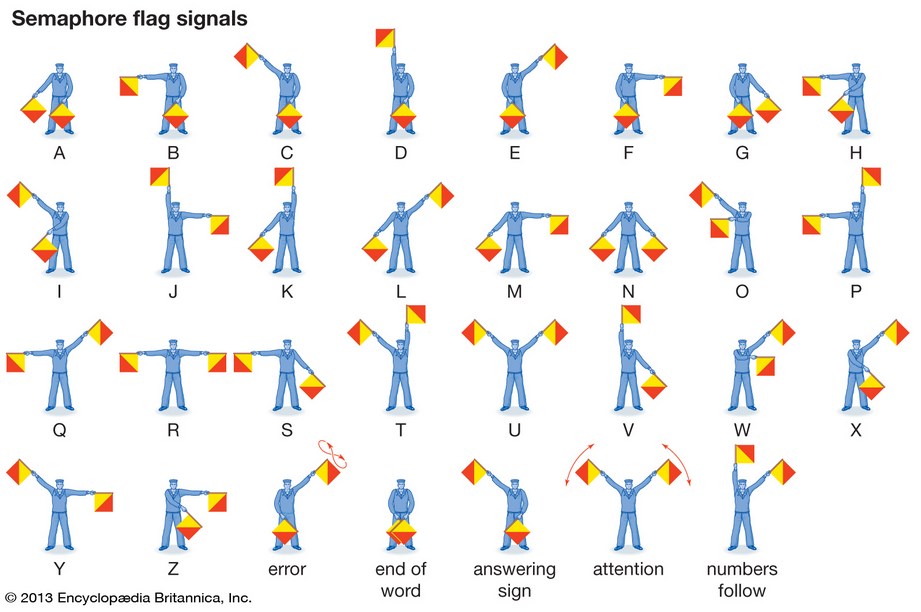 Semaphore flag signals
A B C D E F G H
I J K L M N O P
Q R S T U V W X
Y Z error end of word answering sign attention numbers follow
© 2013 Encyclopædia Britannica, Inc.